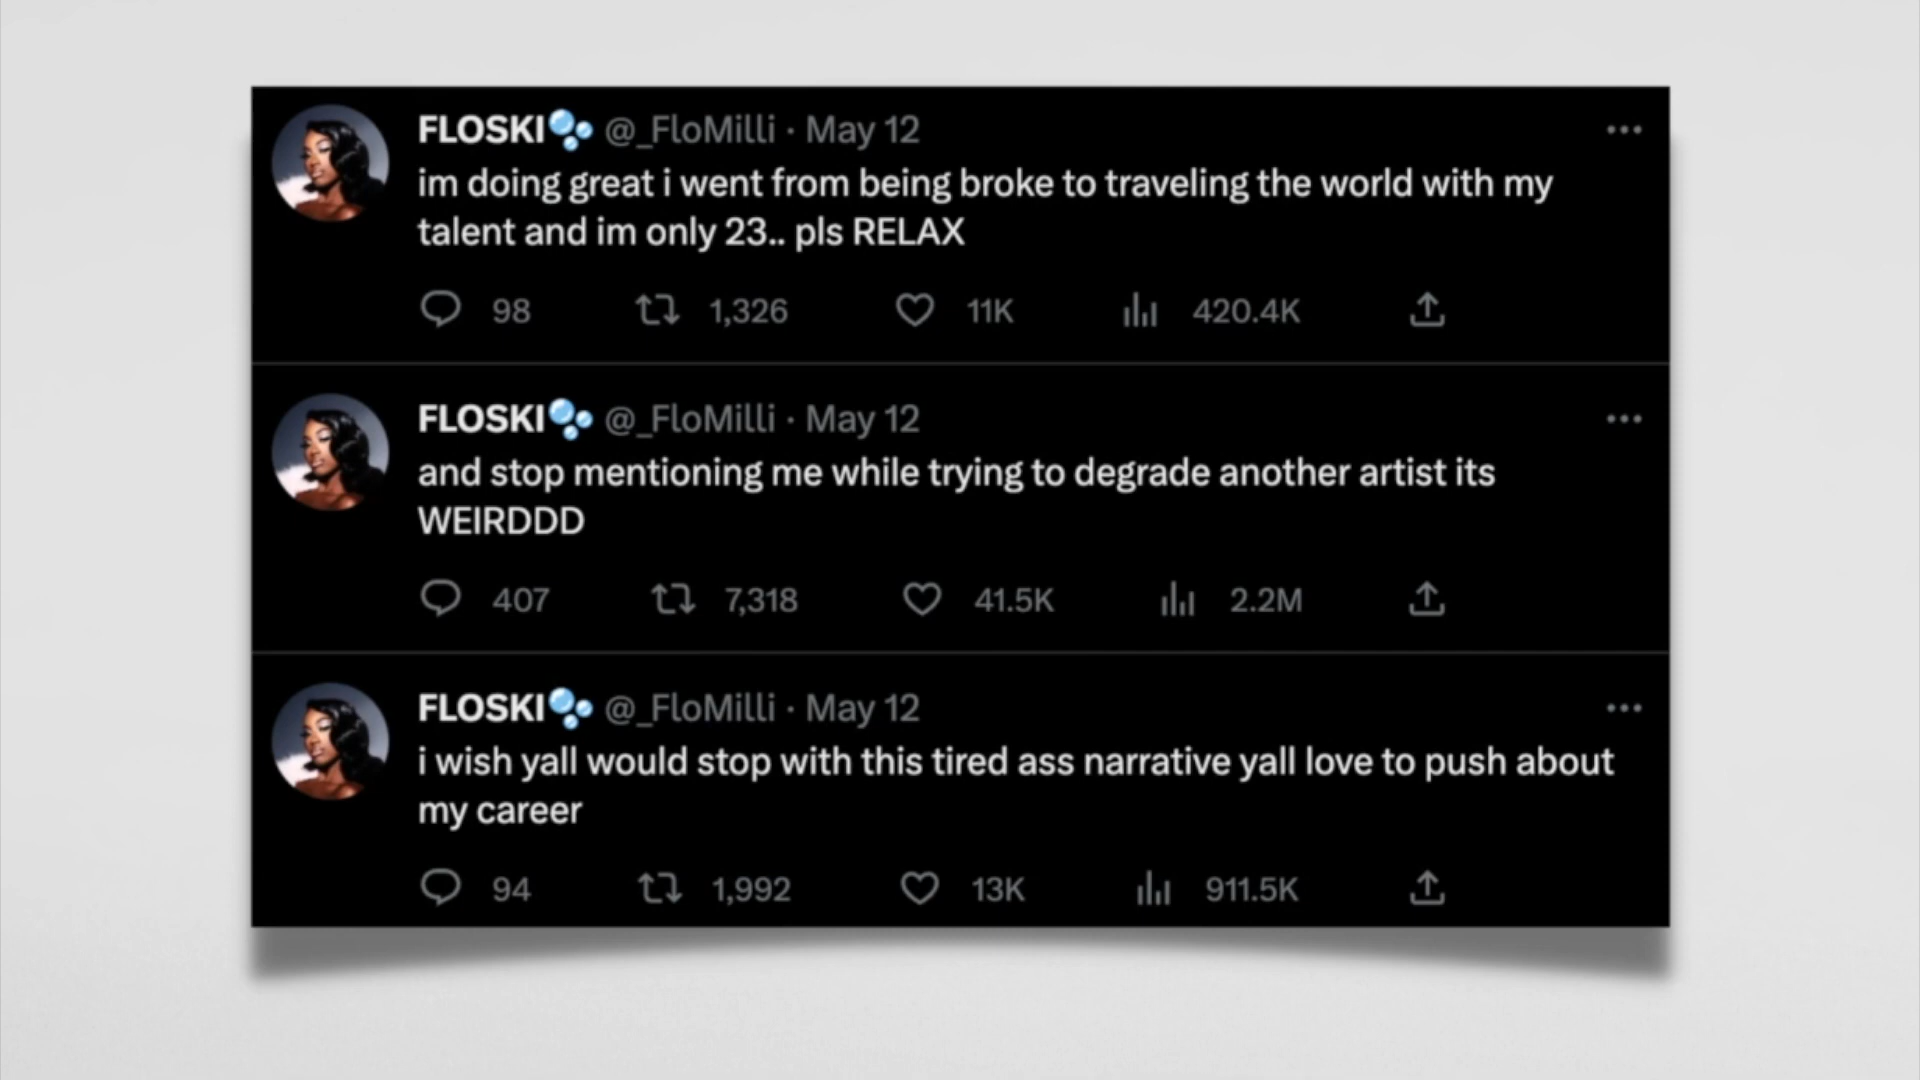 FLOSKI🫧 @_FloMilli · May 12
im doing great i went from being broke to traveling the world with my
talent and im only 23.. pls RELAX
98 1,326 11K 420.4K
FLOSKI🫧 @_FloMilli · May 12
and stop mentioning me while trying to degrade another artist its
WEIRDDD
407 7,318 41.5K 2.2M
FLOSKI🫧 @_FloMilli · May 12
i wish yall would stop with this tired ass narrative yall love to push about
my career
94 1,992 13K 911.5K